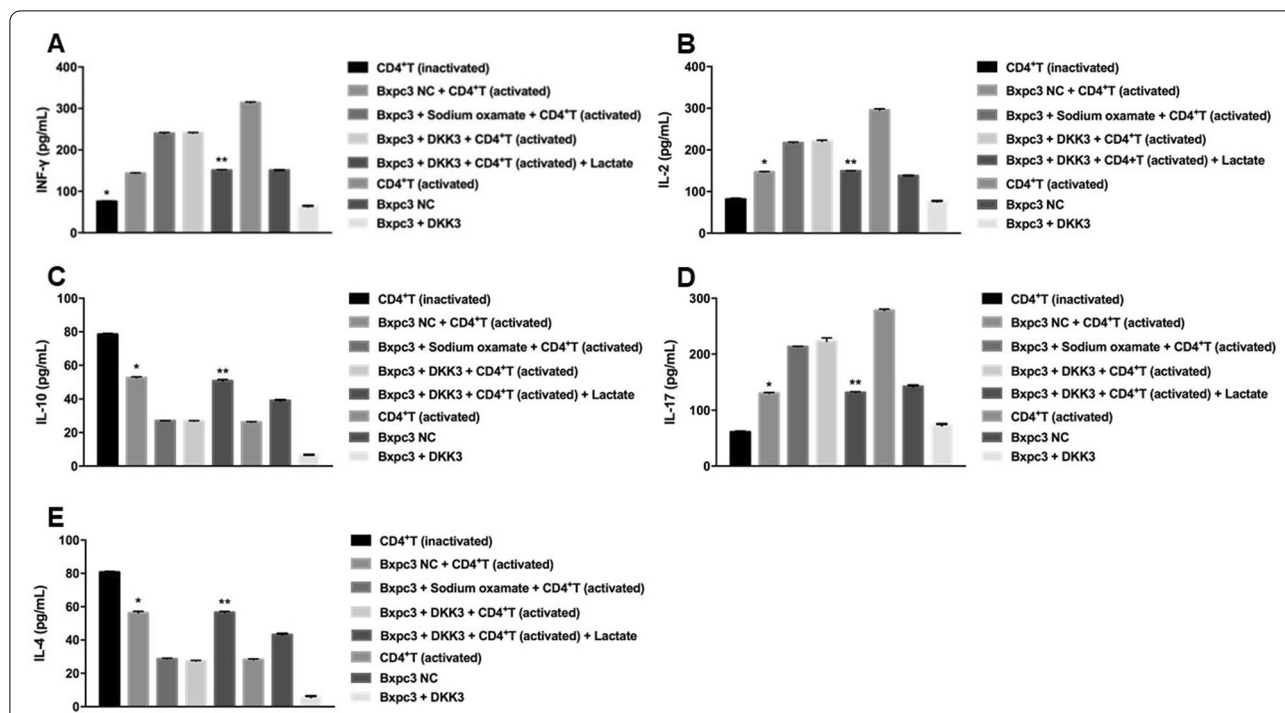 A
INF-γ (pg/mL)
400
300
200
100
0
*
**
CD4⁺T (inactivated)
Bxpc3 NC + CD4⁺T (activated)
Bxpc3 + Sodium oxamate + CD4⁺T (activated)
Bxpc3 + DKK3 + CD4⁺T (activated)
Bxpc3 + DKK3 + CD4⁺T (activated) + Lactate
CD4⁺T (activated)
Bxpc3 NC
Bxpc3 + DKK3
B
IL-2 (pg/mL)
400
300
200
100
0
*
**
CD4⁺T (inactivated)
Bxpc3 NC + CD4⁺T (activated)
Bxpc3 + Sodium oxamate + CD4⁺T (activated)
Bxpc3 + DKK3 + CD4⁺T (activated)
Bxpc3 + DKK3 + CD4+T (activated) + Lactate
CD4⁺T (activated)
Bxpc3 NC
Bxpc3 + DKK3
C
IL-10 (pg/mL)
100
80
60
40
20
0
*
**
CD4⁺T (inactivated)
Bxpc3 NC + CD4⁺T (activated)
Bxpc3 + Sodium oxamate + CD4⁺T (activated)
Bxpc3 + DKK3 + CD4⁺T (activated)
Bxpc3 + DKK3 + CD4⁺T (activated) + Lactate
CD4⁺T (activated)
Bxpc3 NC
Bxpc3 + DKK3
D
IL-17 (pg/mL)
300
200
100
0
*
**
CD4⁺T (inactivated)
Bxpc3 NC + CD4⁺T (activated)
Bxpc3 + Sodium oxamate + CD4⁺T (activated)
Bxpc3 + DKK3 + CD4⁺T (activated)
Bxpc3 + DKK3 + CD4⁺T (activated) + Lactate
CD4⁺T (activated)
Bxpc3 NC
Bxpc3 + DKK3
E
IL-4 (pg/mL)
100
80
60
40
20
0
*
**
CD4⁺T (inactivated)
Bxpc3 NC + CD4⁺T (activated)
Bxpc3 + Sodium oxamate + CD4⁺T (activated)
Bxpc3 + DKK3 + CD4⁺T (activated)
Bxpc3 + DKK3 + CD4⁺T (activated) + Lactate
CD4⁺T (activated)
Bxpc3 NC
Bxpc3 + DKK3